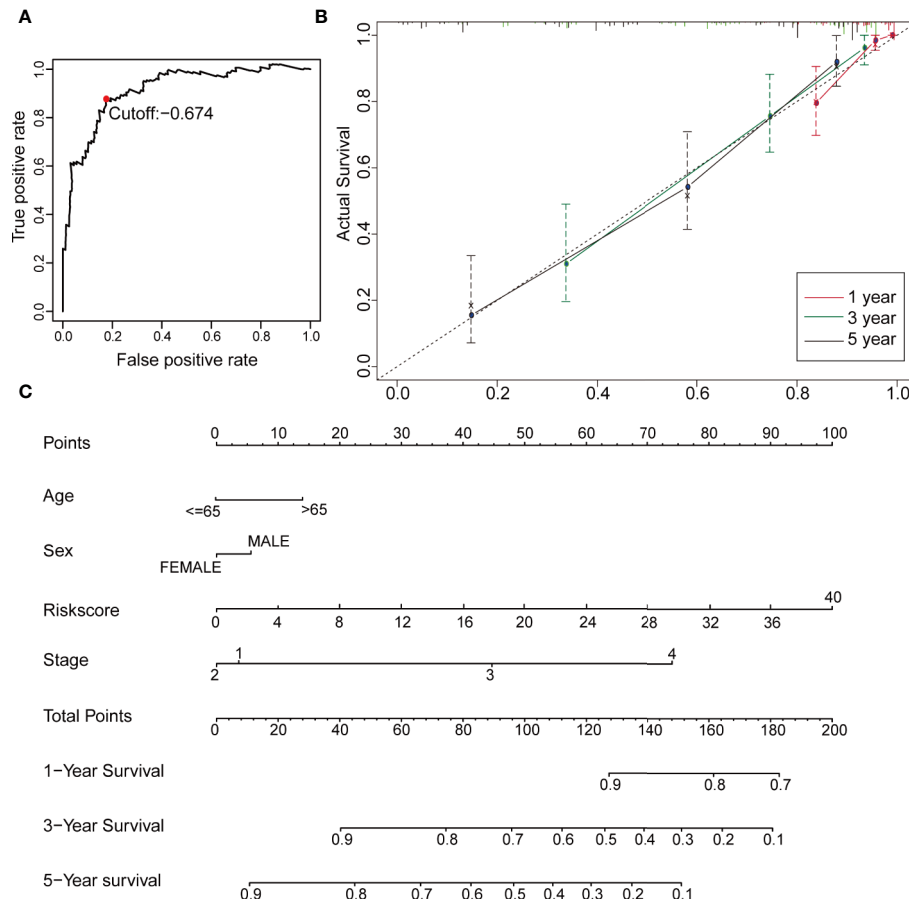 A
True positive rate
1.0
0.8
0.6
0.4
0.2
0.0
Cutoff:−0.674
0.0 0.2 0.4 0.6 0.8 1.0
False positive rate
B
Actual Survival
1.0
0.8
0.6
0.4
0.2
0.0
1 year
3 year
5 year
0.0 0.2 0.4 0.6 0.8 1.0
C
Points 0 10 20 30 40 50 60 70 80 90 100
Age <=65 >65
Sex FEMALE MALE
Riskscore 0 4 8 12 16 20 24 28 32 36 40
Stage 2 1 3 4
Total Points 0 20 40 60 80 100 120 140 160 180 200
1−Year Survival 0.9 0.8 0.7
3−Year Survival 0.9 0.8 0.7 0.6 0.5 0.4 0.3 0.2 0.1
5−Year survival 0.9 0.8 0.7 0.6 0.5 0.4 0.3 0.2 0.1